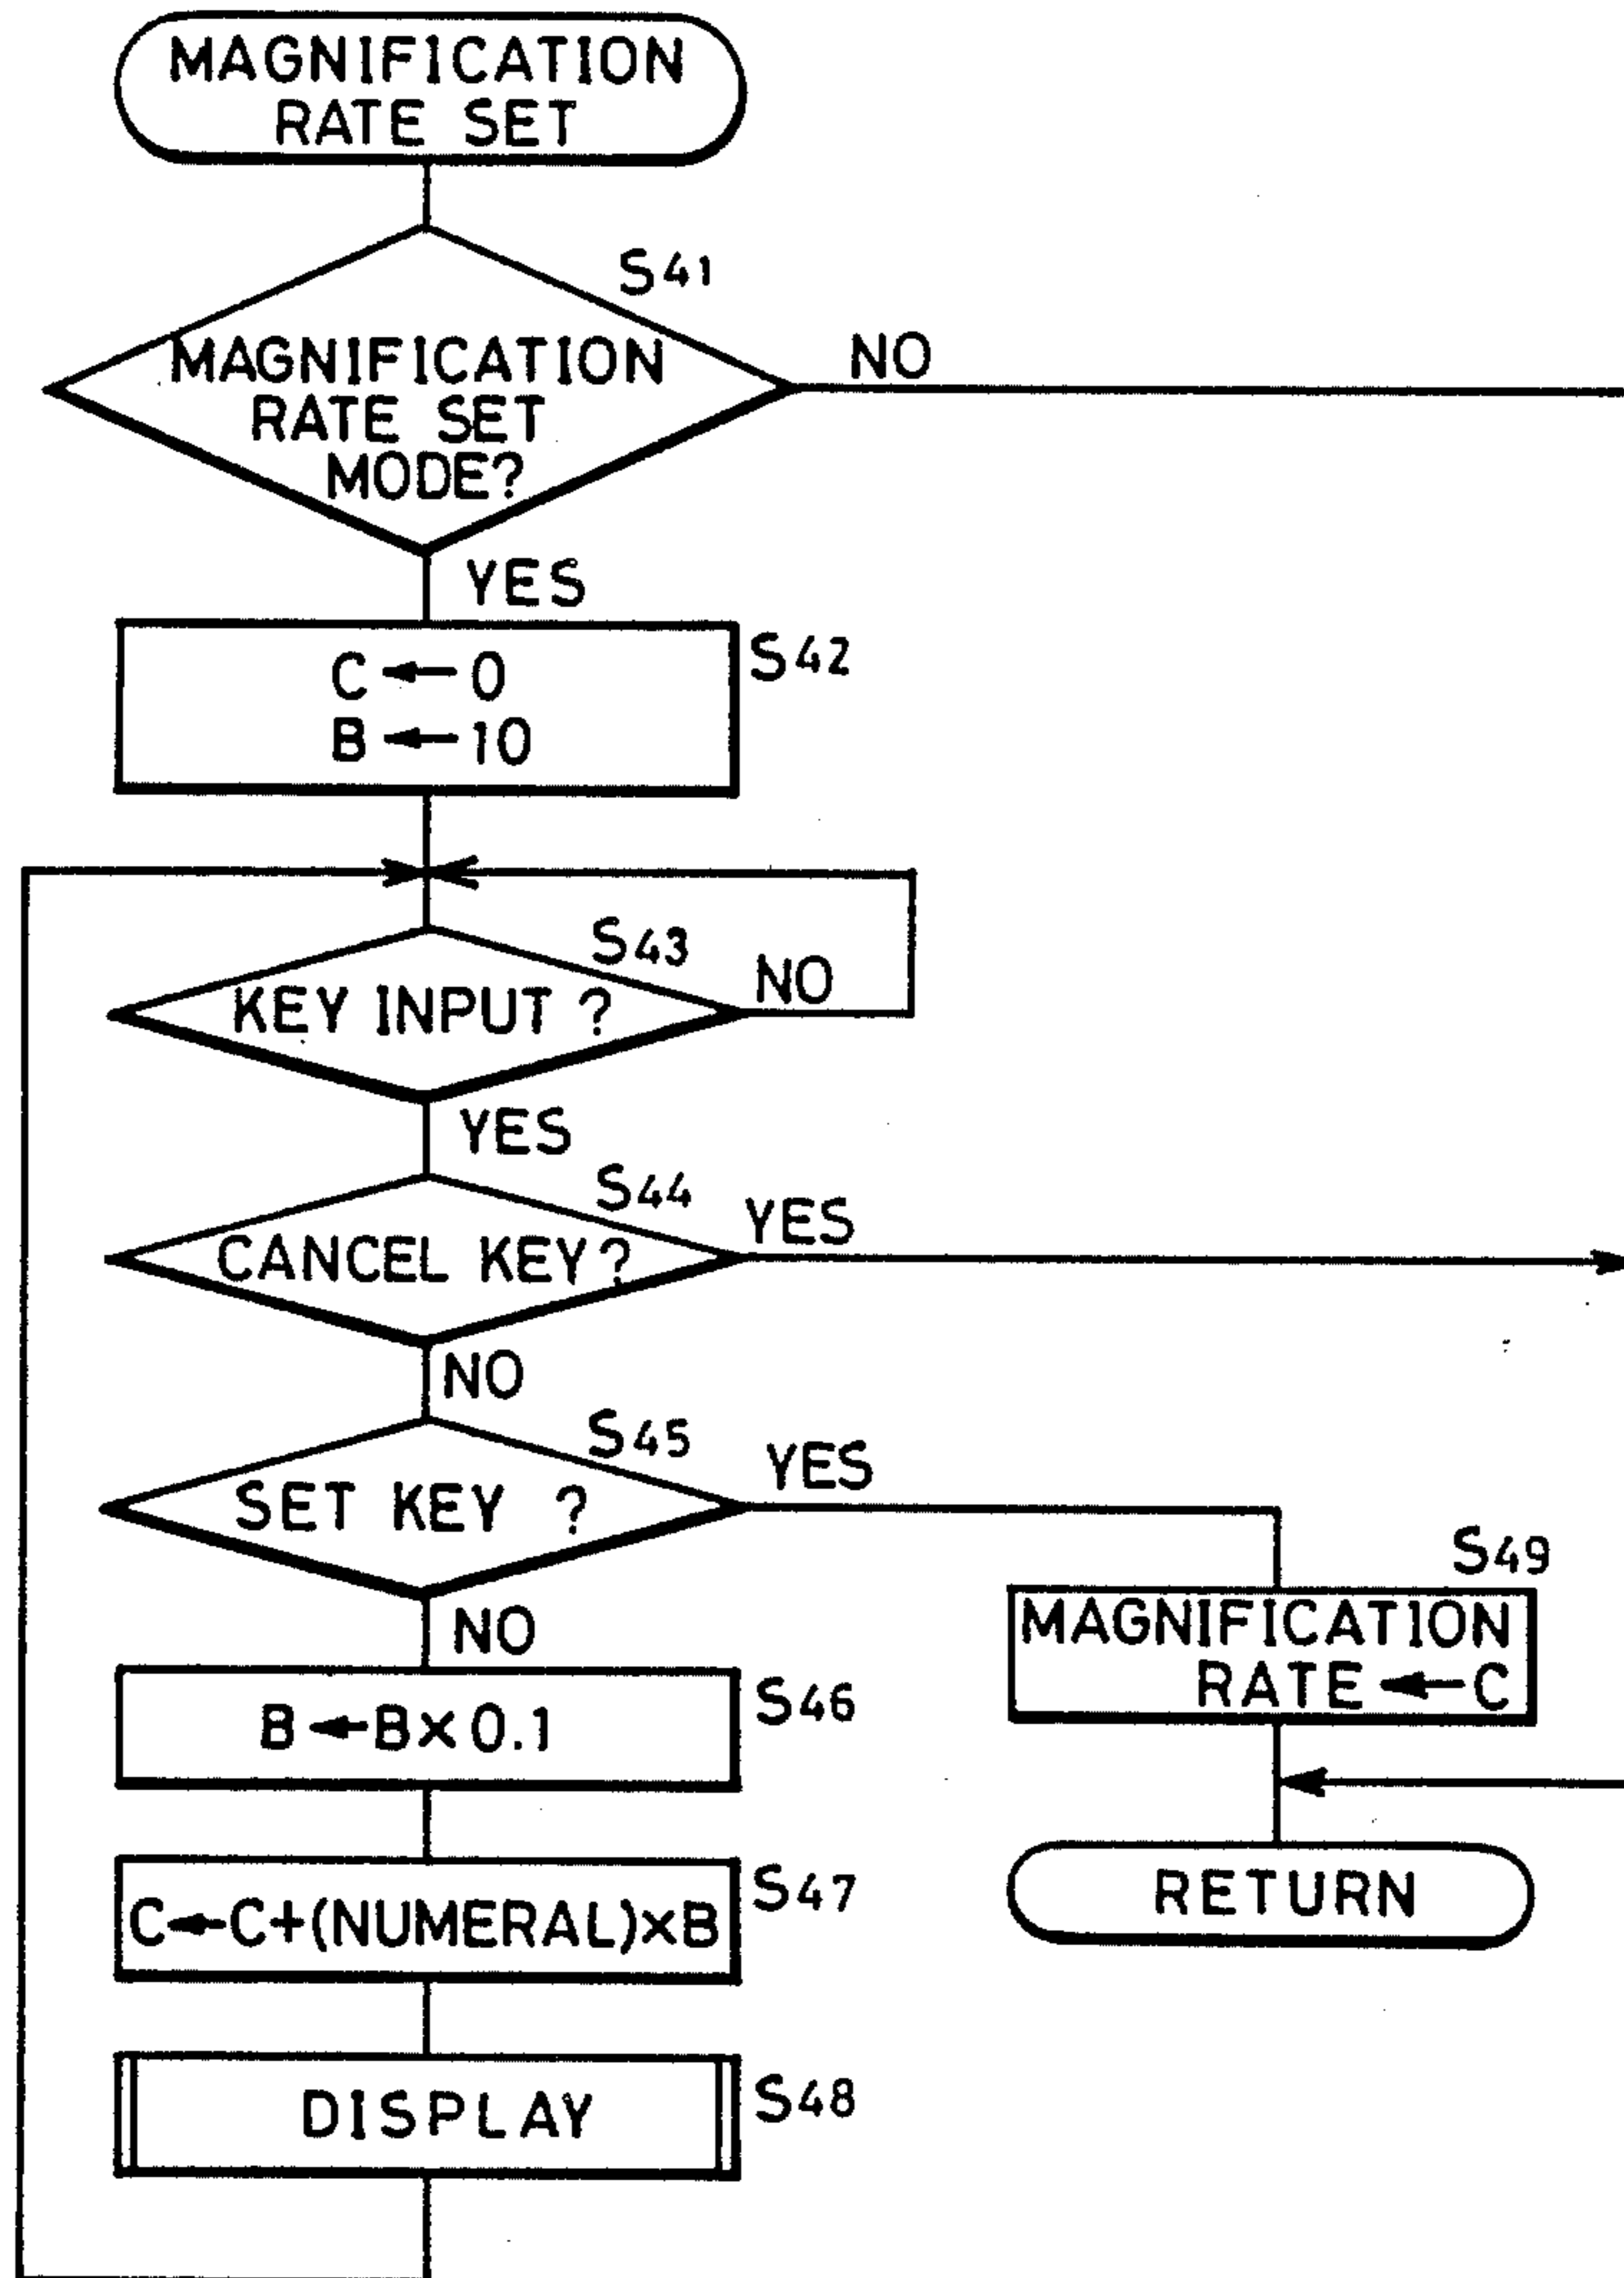 MAGNIFICATION
RATE SET
S41
MAGNIFICATION
RATE SET
MODE?
NO
YES
S42
C←0
B←10
S43
KEY INPUT ?
NO
YES
S44
CANCEL KEY?
YES
NO
S45
SET KEY ?
YES
NO
S49
MAGNIFICATION
RATE←C
S46
B←B×0.1
S47
C←C+(NUMERAL)×B
RETURN
S48
DISPLAY